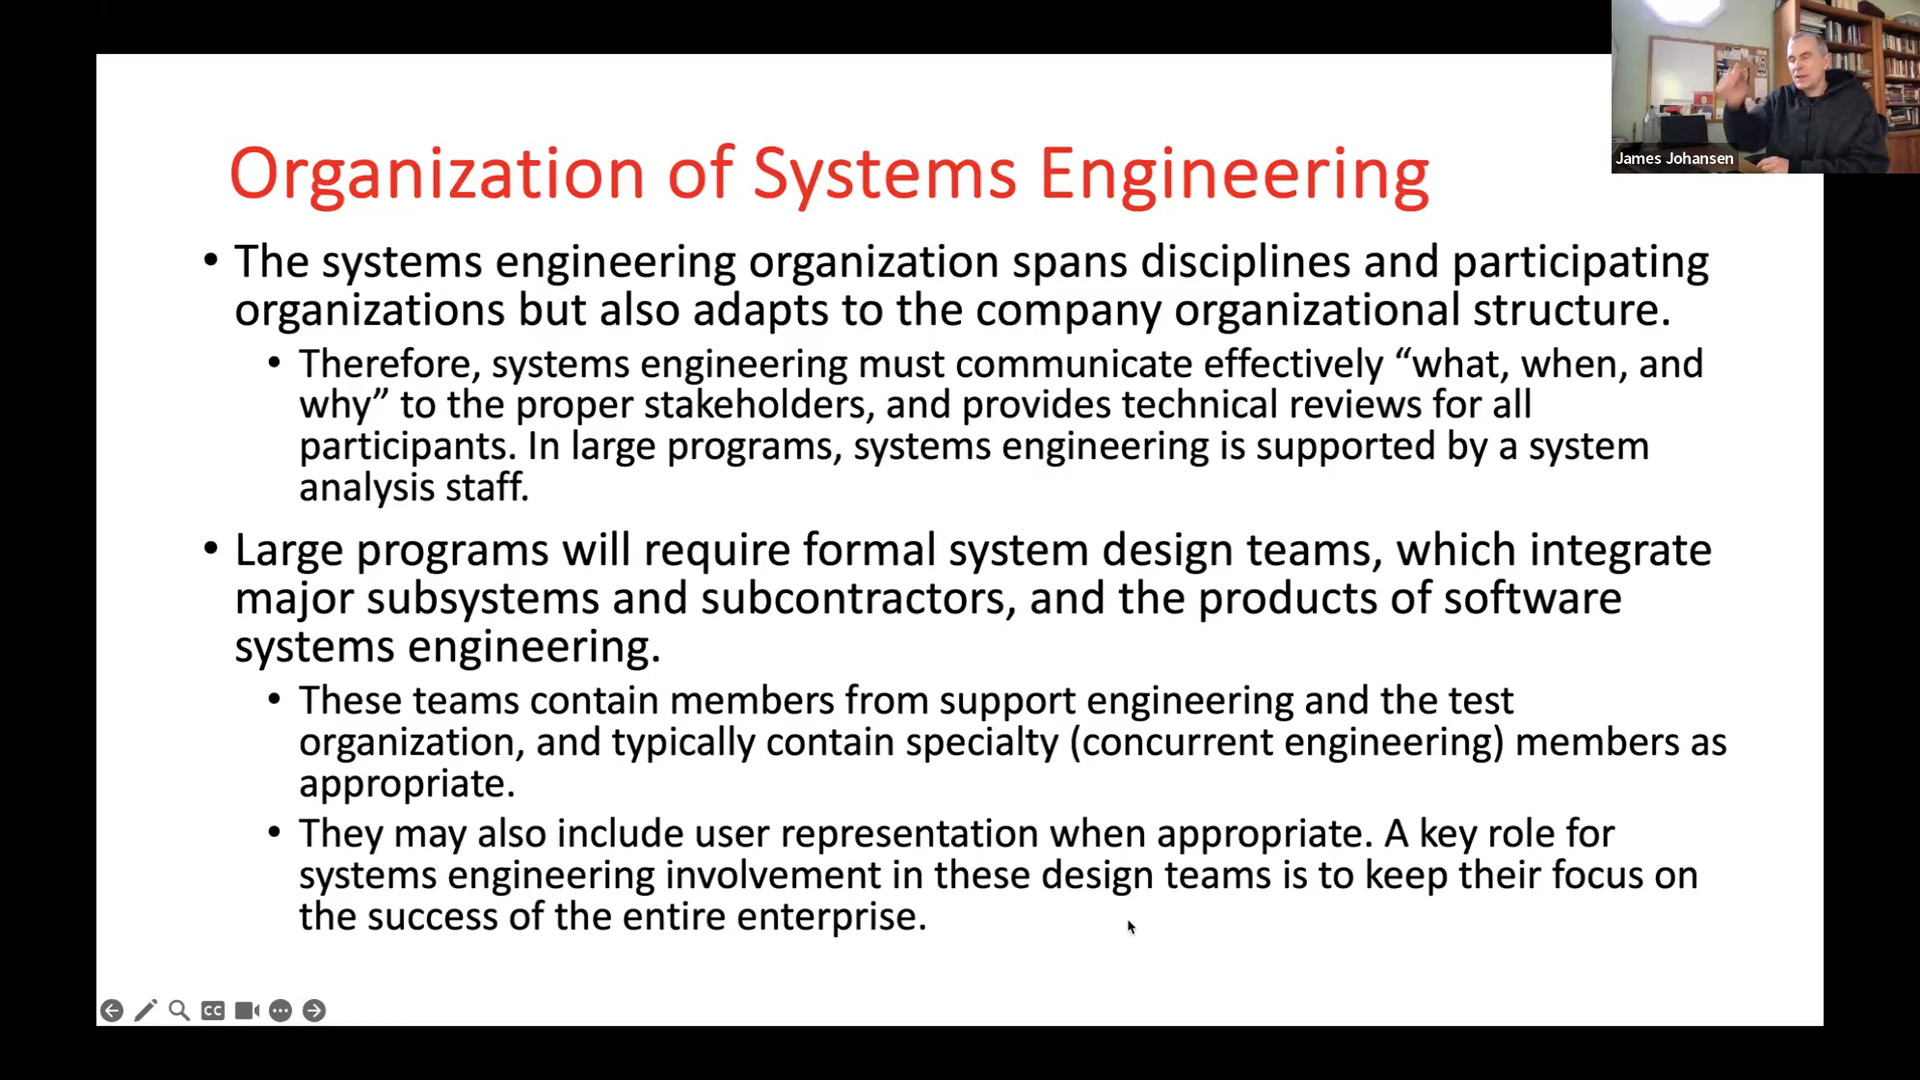 Organization of Systems Engineering
James Johansen
• The systems engineering organization spans disciplines and participating
organizations but also adapts to the company organizational structure.
• Therefore, systems engineering must communicate effectively “what, when, and
why” to the proper stakeholders, and provides technical reviews for all
participants. In large programs, systems engineering is supported by a system
analysis staff.
• Large programs will require formal system design teams, which integrate
major subsystems and subcontractors, and the products of software
systems engineering.
• These teams contain members from support engineering and the test
organization, and typically contain specialty (concurrent engineering) members as
appropriate.
• They may also include user representation when appropriate. A key role for
systems engineering involvement in these design teams is to keep their focus on
the success of the entire enterprise.
CC